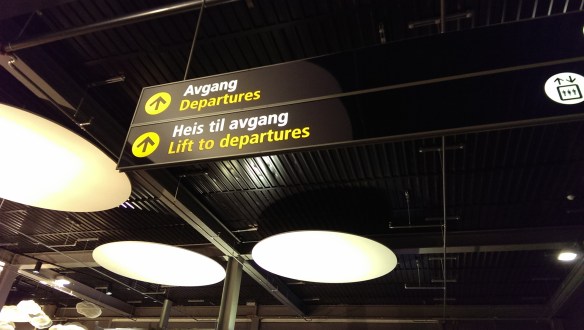 Avgang
Departures
Heis til avgang
Lift to departures